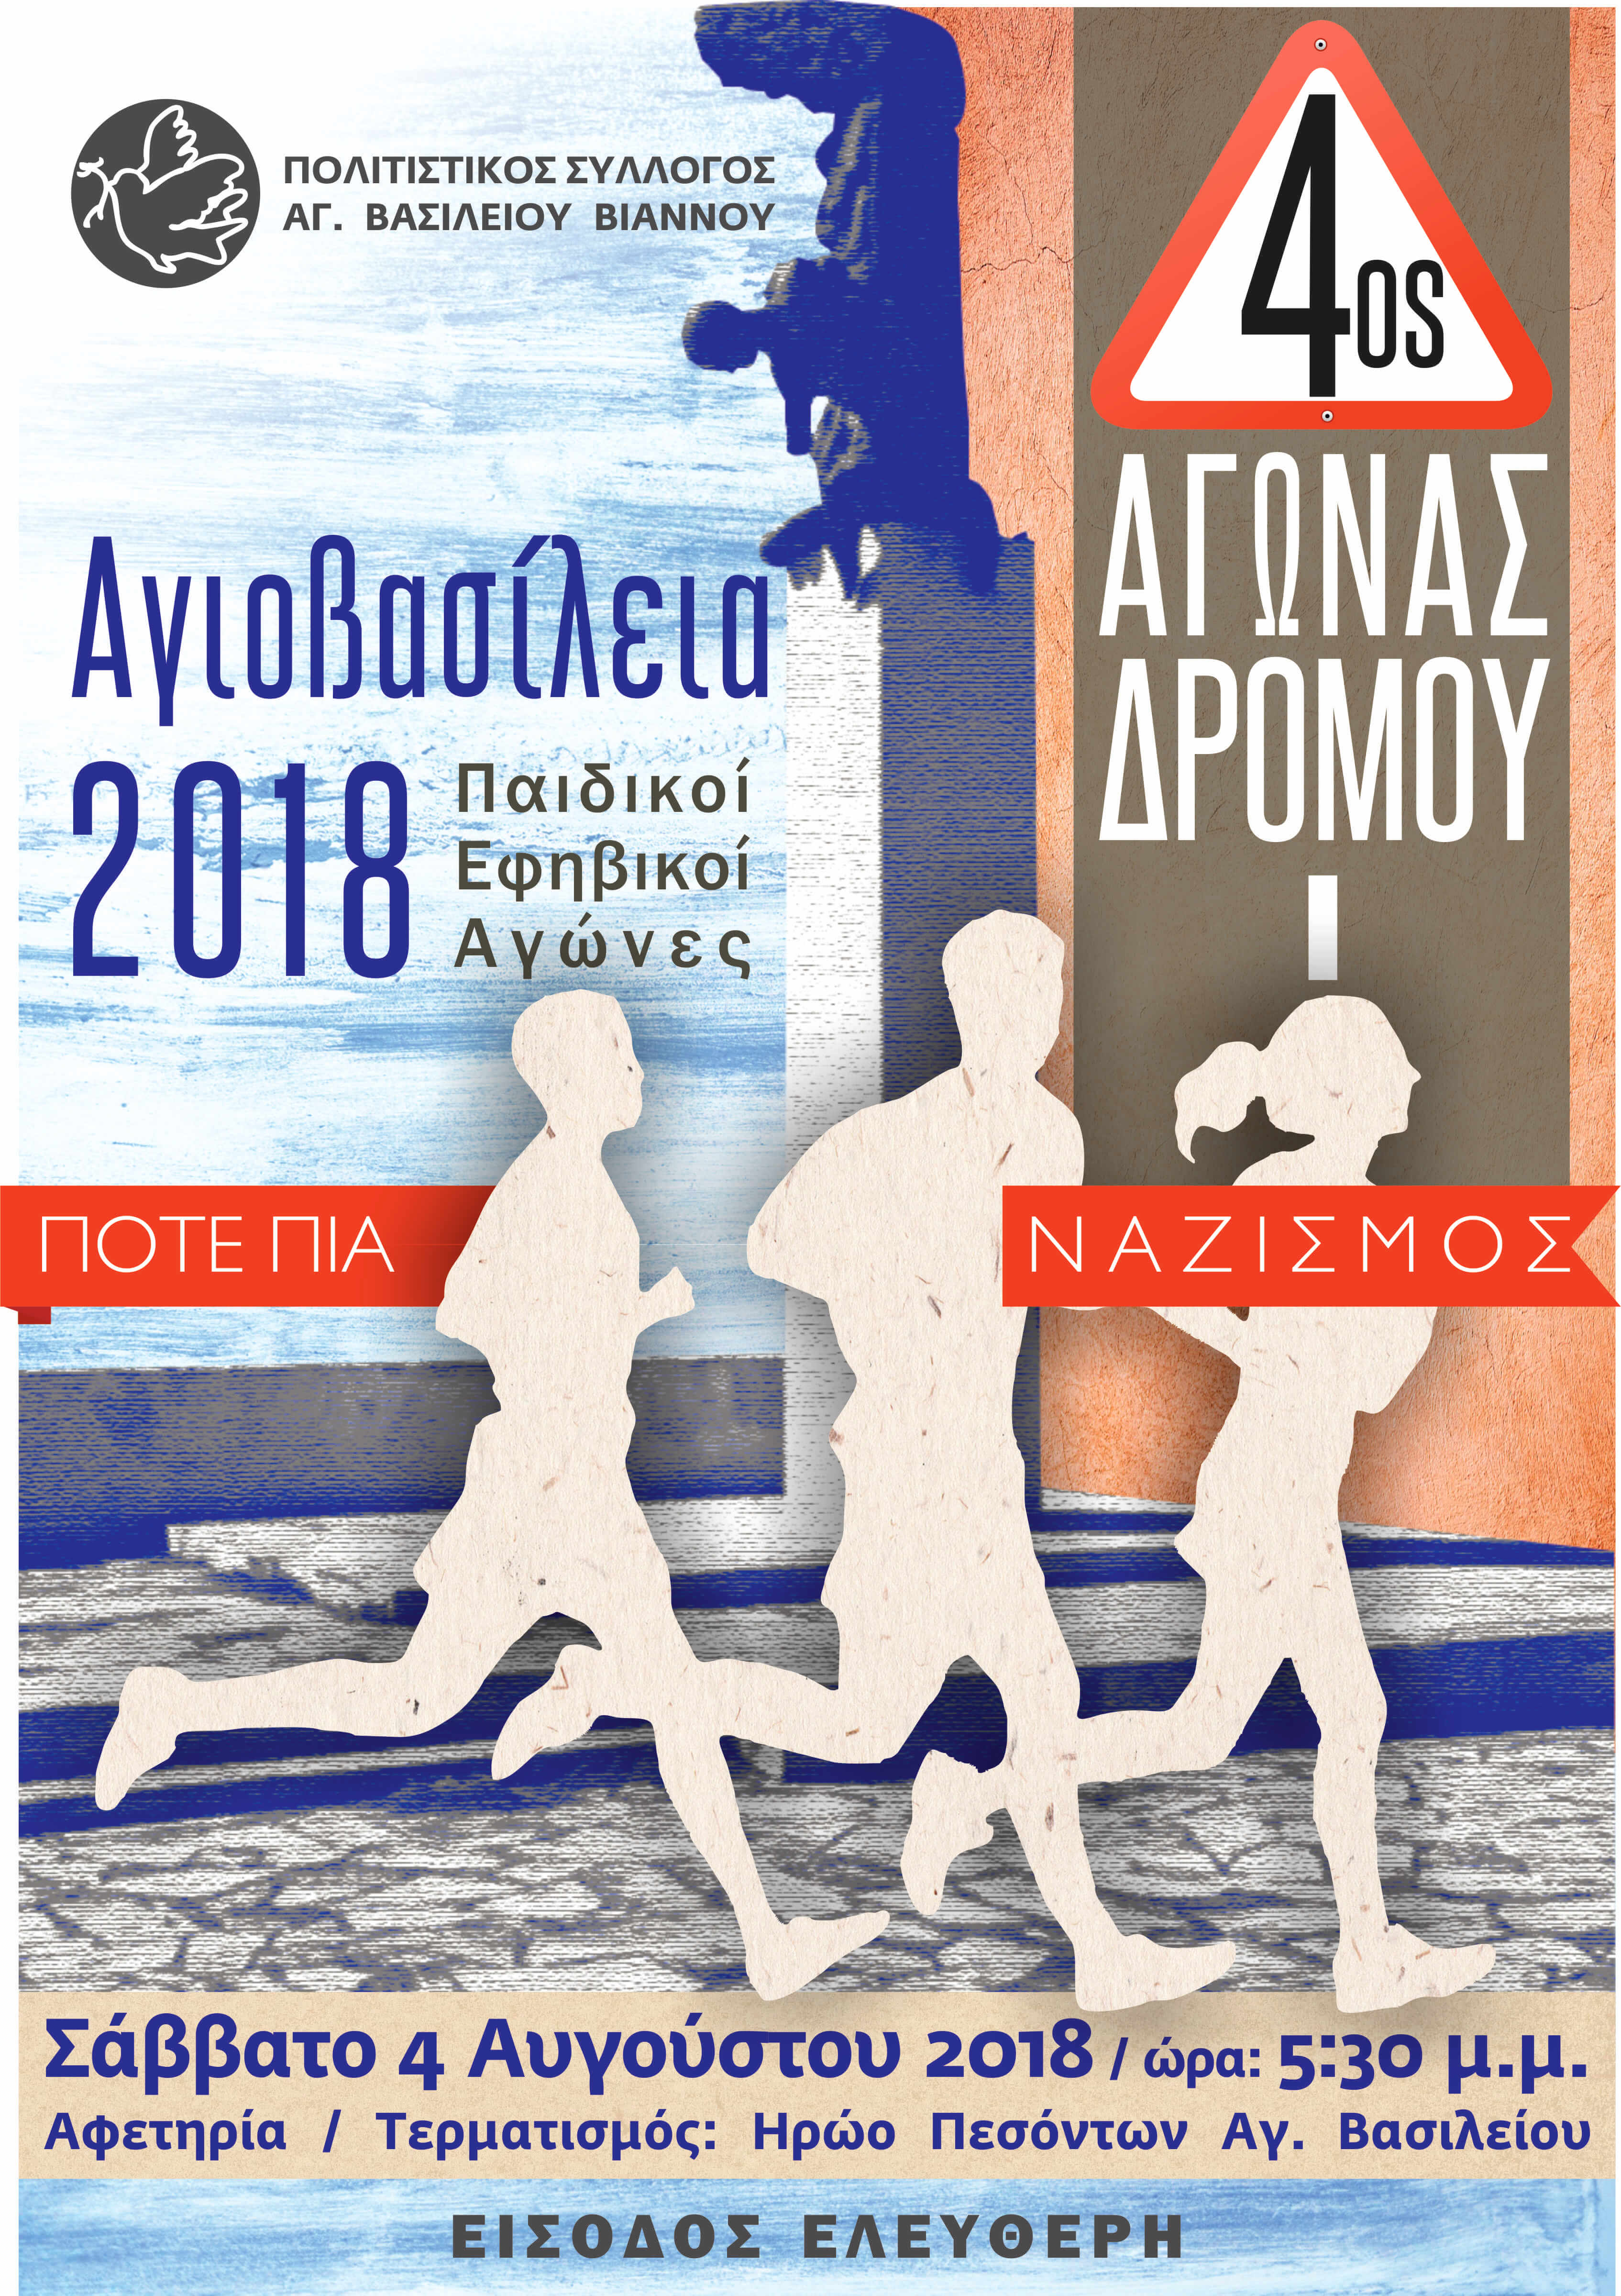 ΠΟΛΙΤΙΣΤΙΚΟΣ ΣΥΛΛΟΓΟΣ
ΑΓ. ΒΑΣΙΛΕΙΟΥ ΒΙΑΝΝΟΥ
4ος
ΑΓΩΝΑΣ
ΔΡΟΜΟΥ
Αγιοβασίλεια
2018
Παιδικοί
Εφηβικοί
Αγώνες
ΠΟΤΕ ΠΙΑ ΝΑΖΙΣΜΟΣ
Σάββατο 4 Αυγούστου 2018 / ώρα: 5:30 μ.μ.
Αφετηρία / Τερματισμός: Ηρώο Πεσόντων Αγ. Βασιλείου
ΕΙΣΟΔΟΣ ΕΛΕΥΘΕΡΗ